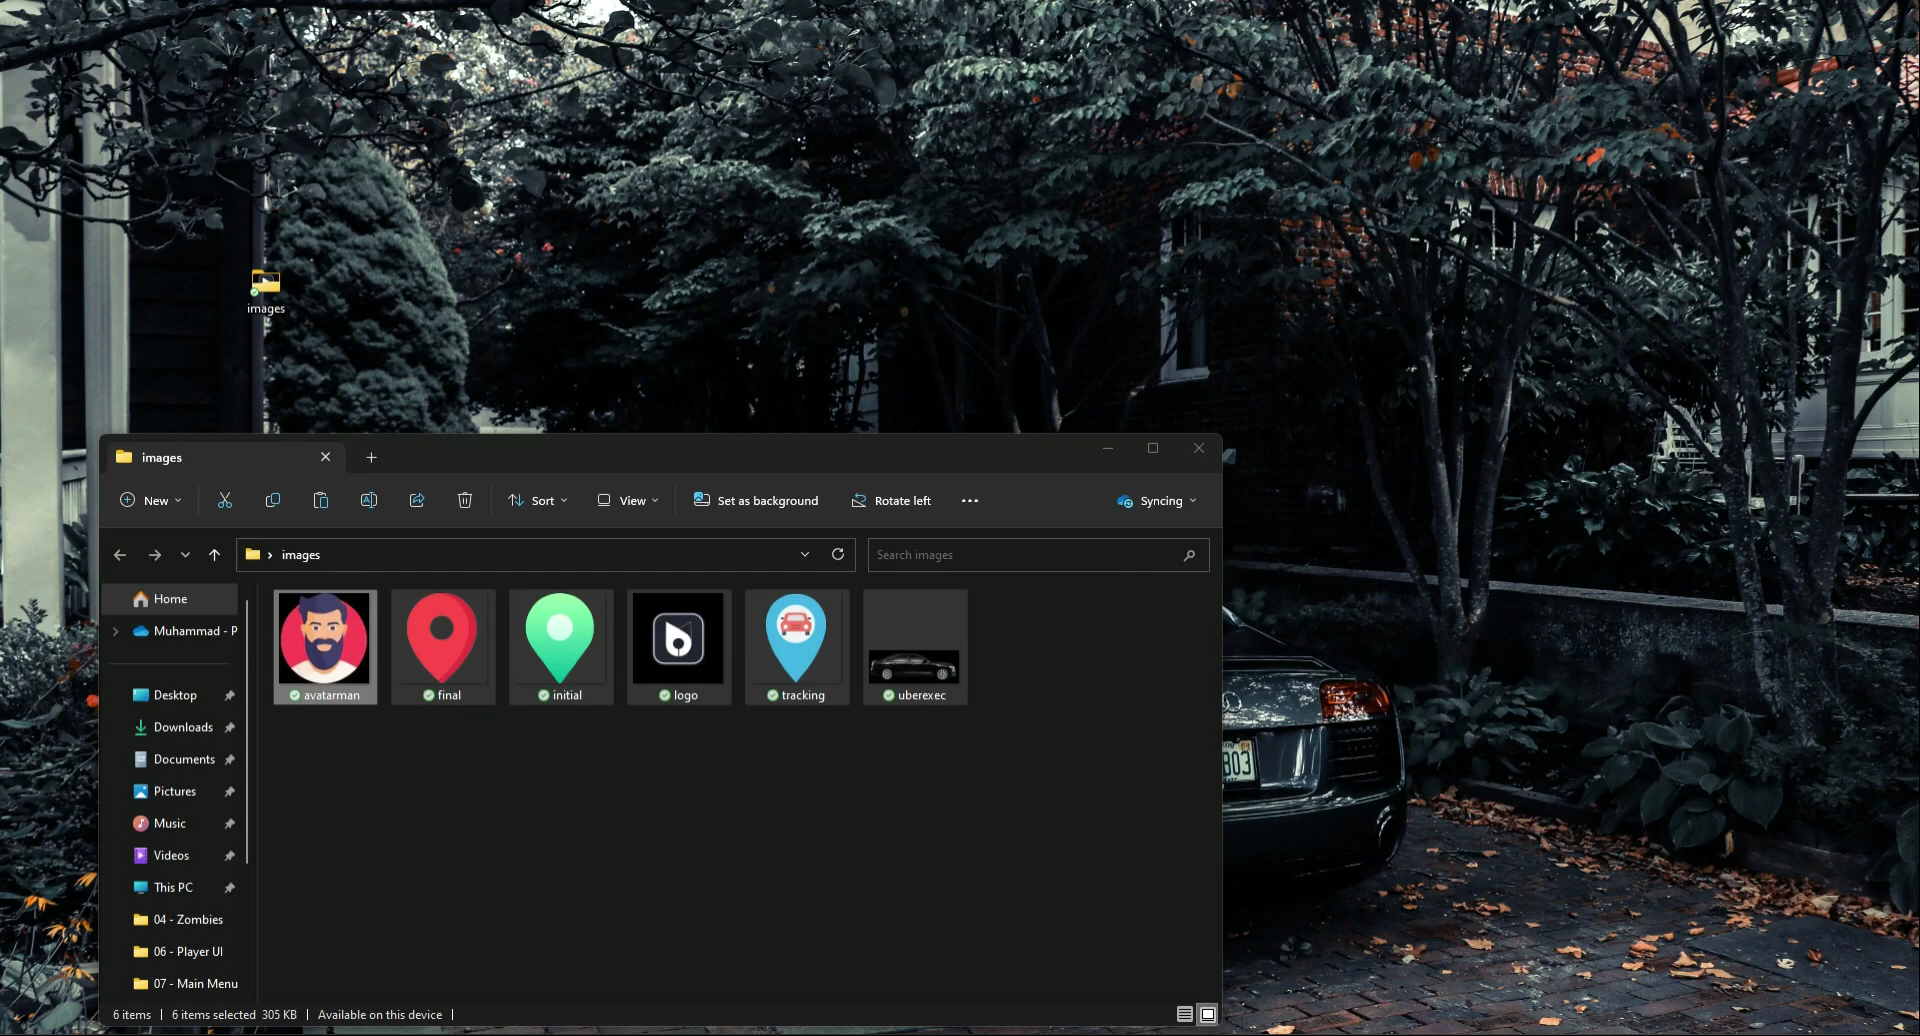 images
images
New
Sort
View
Set as background
Rotate left
Syncing
images
Search images
Home
Muhammad - P
Desktop
Downloads
Documents
Pictures
Music
Videos
This PC
04 - Zombies
06 - Player UI
07 - Main Menu
avatarman
final
initial
logo
tracking
uberexec
803
6 items
6 items selected 305 KB
Available on this device